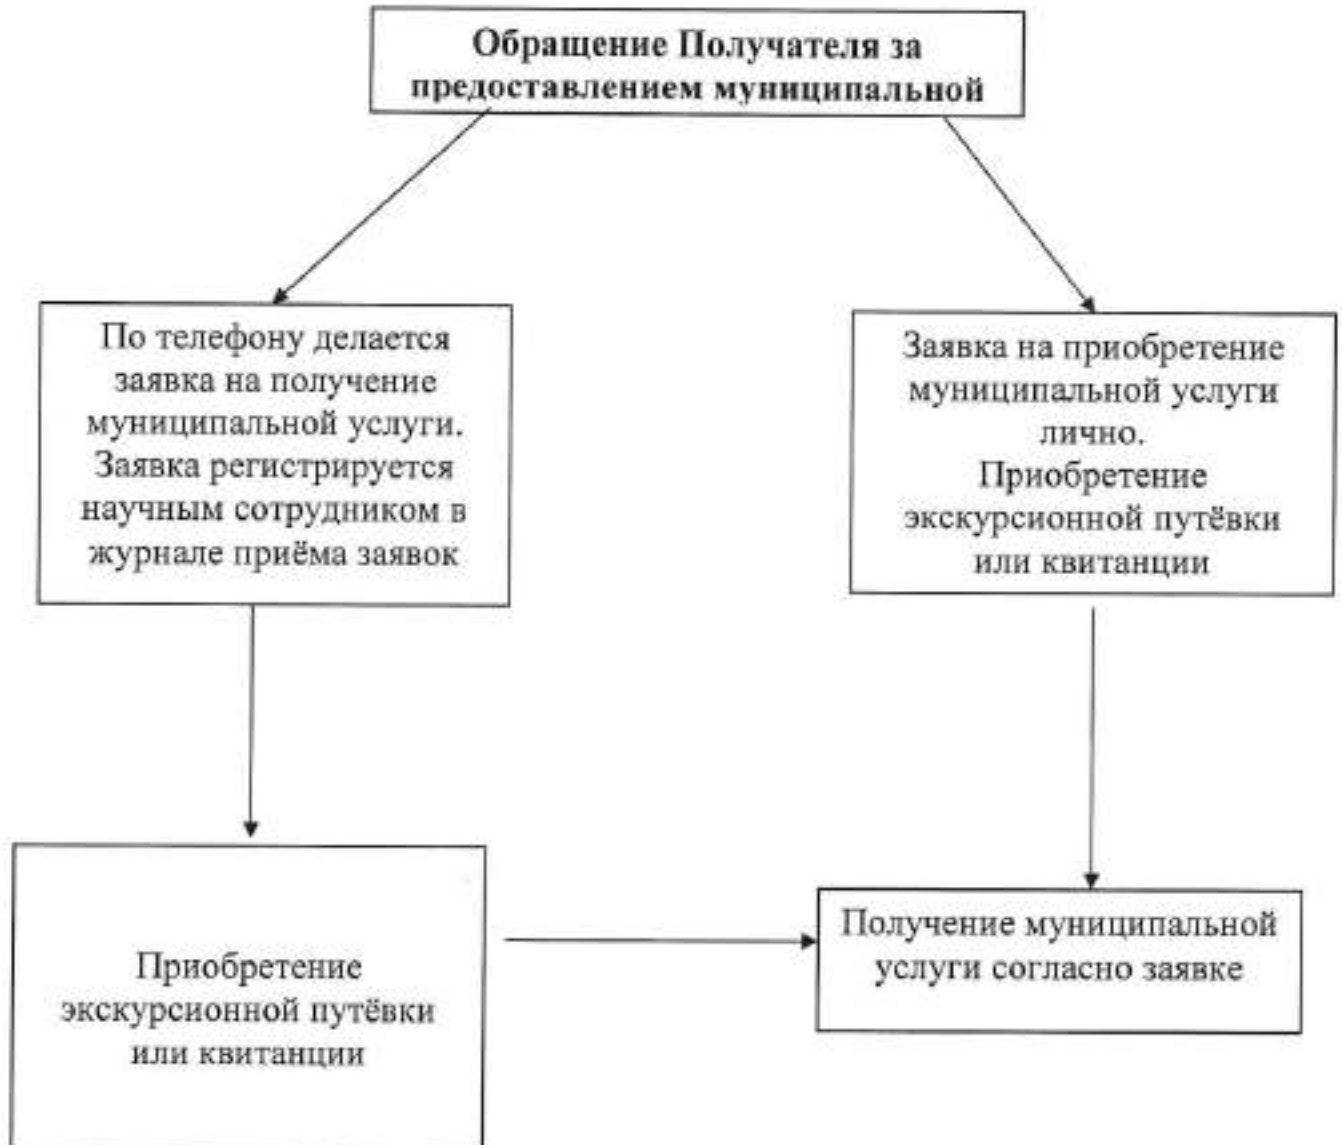 Обращение Получателя за
предоставлением муниципальной
По телефону делается
заявка на получение
муниципальной услуги.
Заявка регистрируется
научным сотрудником в
журнале приёма заявок
Заявка на приобретение
муниципальной услуги
лично.
Приобретение
экскурсионной путёвки
или квитанции
Приобретение
экскурсионной путёвки
или квитанции
Получение муниципальной
услуги согласно заявке